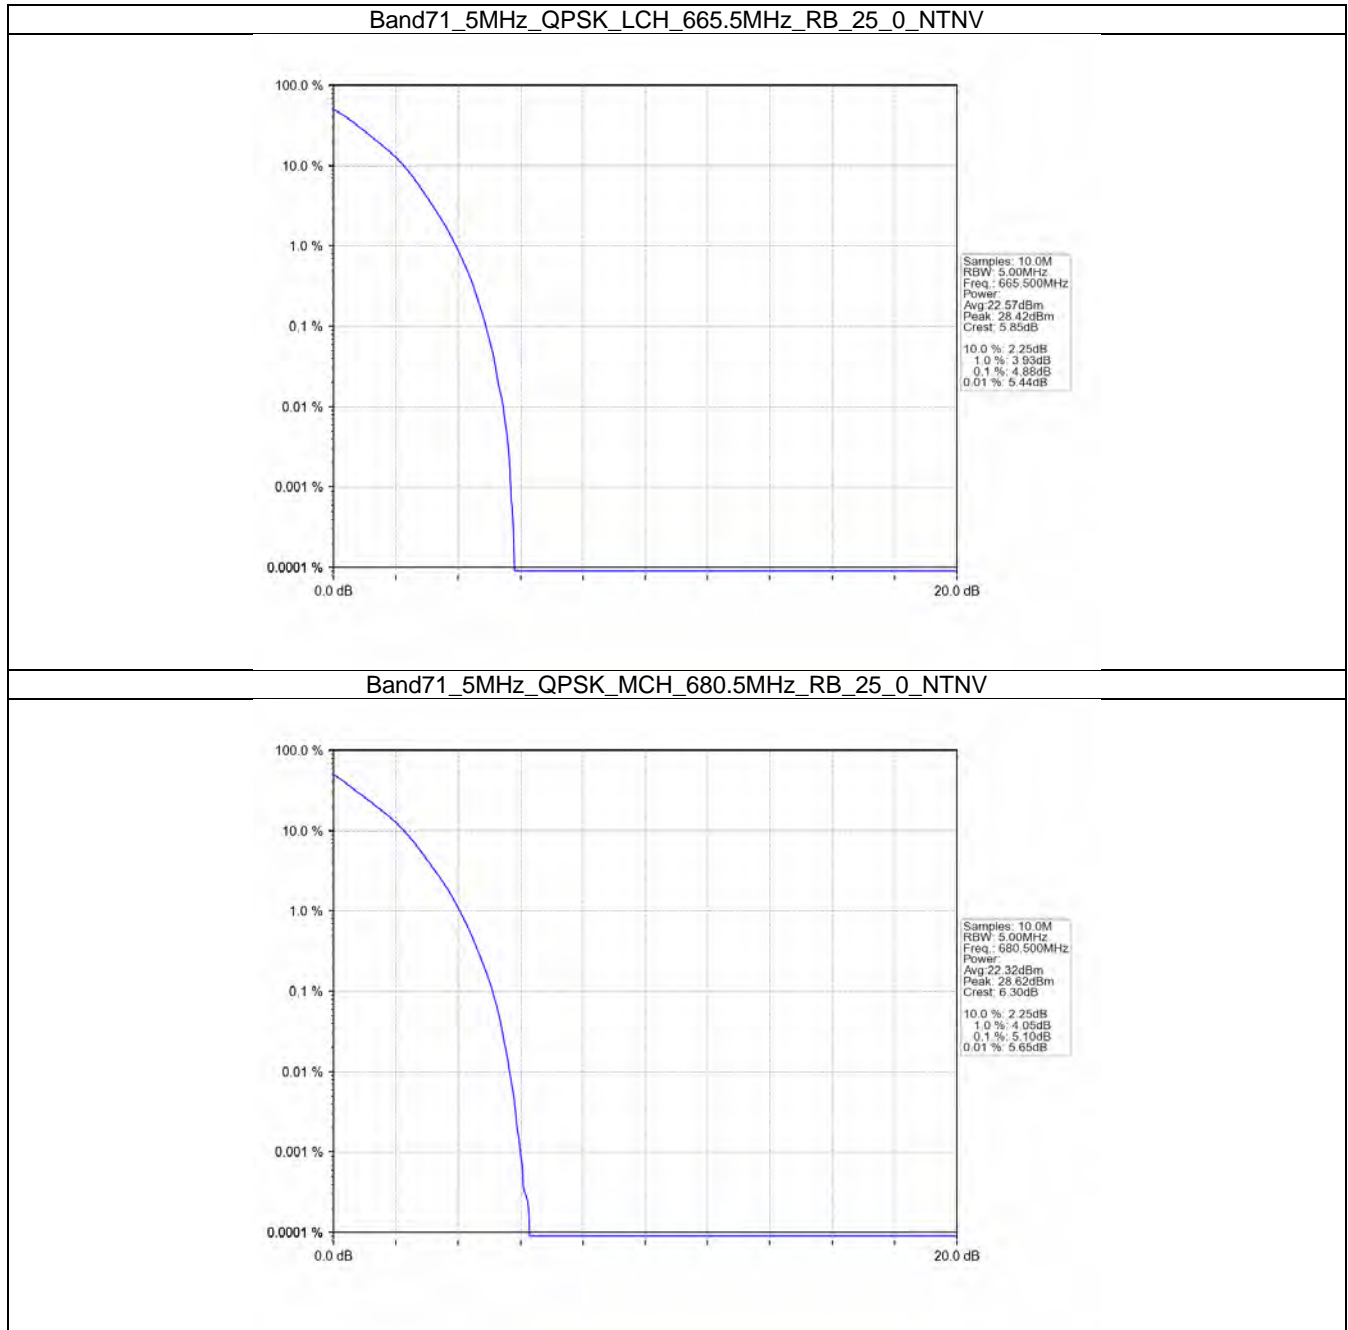 Band71_5MHz_QPSK_LCH_665.5MHz_RB_25_0_NTNV
100.0 %
10.0 %
1.0 %
0.1 %
0.01 %
0.001 %
0.0001 %
0.0 dB
20.0 dB
Samples: 10.0M
RBW: 5.00MHz
Freq.: 665.500MHz
Power:
Avg:22.57dBm
Peak: 28.42dBm
Crest: 5.85dB
10.0 %: 2.25dB
1.0 %: 3.93dB
0.1 %: 4.88dB
0.01 %: 5.44dB
Band71_5MHz_QPSK_MCH_680.5MHz_RB_25_0_NTNV
100.0 %
10.0 %
1.0 %
0.1 %
0.01 %
0.001 %
0.0001 %
0.0 dB
20.0 dB
Samples: 10.0M
RBW: 5.00MHz
Freq.: 680.500MHz
Power:
Avg:22.32dBm
Peak: 28.62dBm
Crest: 6.30dB
10.0 %: 2.25dB
1.0 %: 4.05dB
0.1 %: 5.10dB
0.01 %: 5.65dB